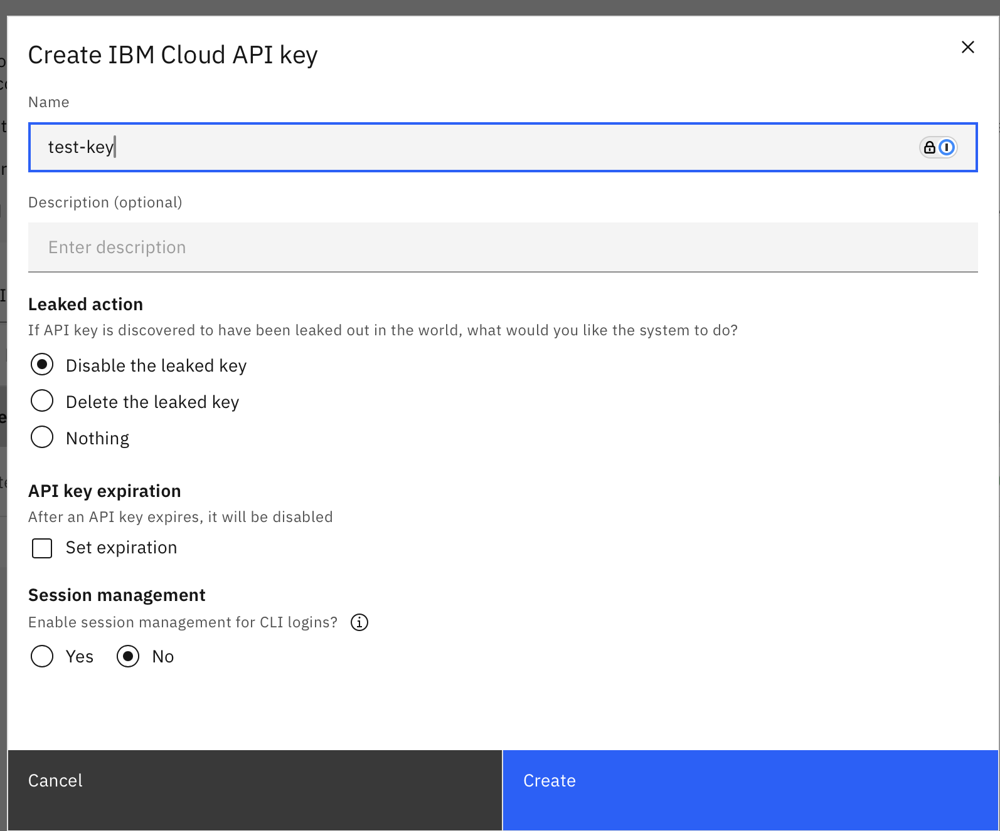 Create IBM Cloud API key
Name
test-key
Description (optional)
Enter description
Leaked action
If API key is discovered to have been leaked out in the world, what would you like the system to do?
Disable the leaked key
Delete the leaked key
Nothing
API key expiration
After an API key expires, it will be disabled
Set expiration
Session management
Enable session management for CLI logins?
Yes No
Cancel Create